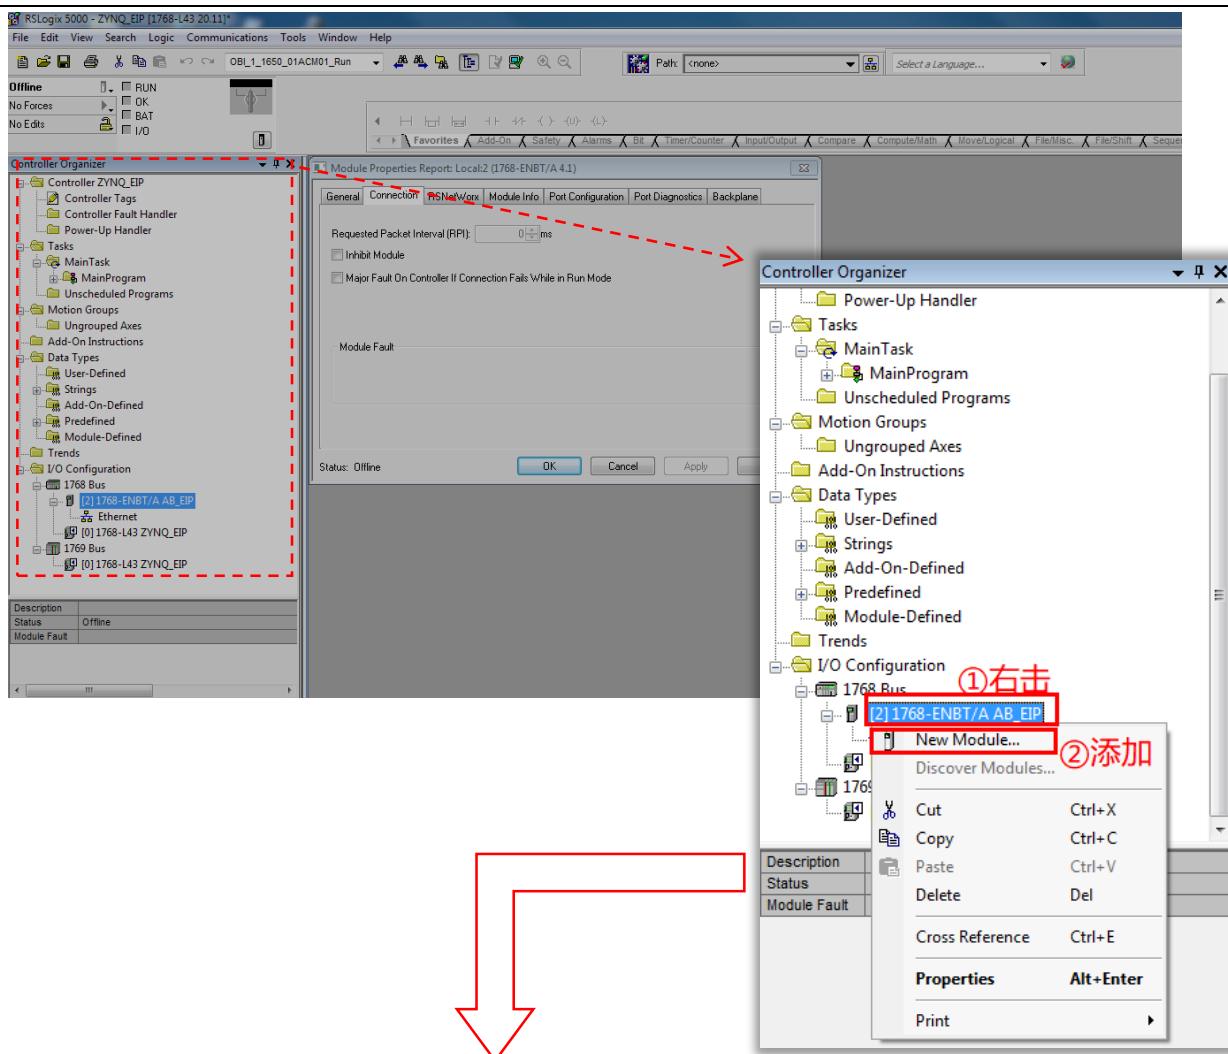 RSLogix 5000 - ZYNQ_EIP [1768-L43 20.11]*
File Edit View Search Logic Communications Tools Window Help
OBI_1_1650_01ACM01_Run Path: <none> Select a Language...
Offline RUN
No Forces OK
BAT
No Edits I/O
Favorites Add-On Safety Alarms Bit Timer/Counter Input/Output Compare Compute/Math Move/Logical File/Misc. File/Shift Seque
Controller Organizer
Controller ZYNQ_EIP
Controller Tags
Controller Fault Handler
Power-Up Handler
Tasks
MainTask
MainProgram
Unscheduled Programs
Motion Groups
Ungrouped Axes
Add-On Instructions
Data Types
User-Defined
Strings
Add-On-Defined
Predefined
Module-Defined
Trends
I/O Configuration
1768 Bus
[2] 1768-ENBT/A AB_EIP
Ethernet
[0] 1768-L43 ZYNQ_EIP
1769 Bus
[0] 1768-L43 ZYNQ_EIP
Description
Status Offline
Module Fault
Module Properties Report: Local:2 (1768-ENBT/A 4.1)
General Connection RSNetWorx Module Info Port Configuration Port Diagnostics Backplane
Requested Packet Interval (RPI): 0 ms
Inhibit Module
Major Fault On Controller If Connection Fails While in Run Mode
Module Fault
Status: Offline OK Cancel Apply
Controller Organizer
Power-Up Handler
Tasks
MainTask
MainProgram
Unscheduled Programs
Motion Groups
Ungrouped Axes
Add-On Instructions
Data Types
User-Defined
Strings
Add-On-Defined
Predefined
Module-Defined
Trends
I/O Configuration
①右击
1768 Bus
[2] 1768-ENBT/A AB_EIP
New Module...
②添加
Discover Modules...
1769
Cut Ctrl+X
Copy Ctrl+C
Paste Ctrl+V
Delete Del
Cross Reference Ctrl+E
Properties Alt+Enter
Print
Description
Status
Module Fault